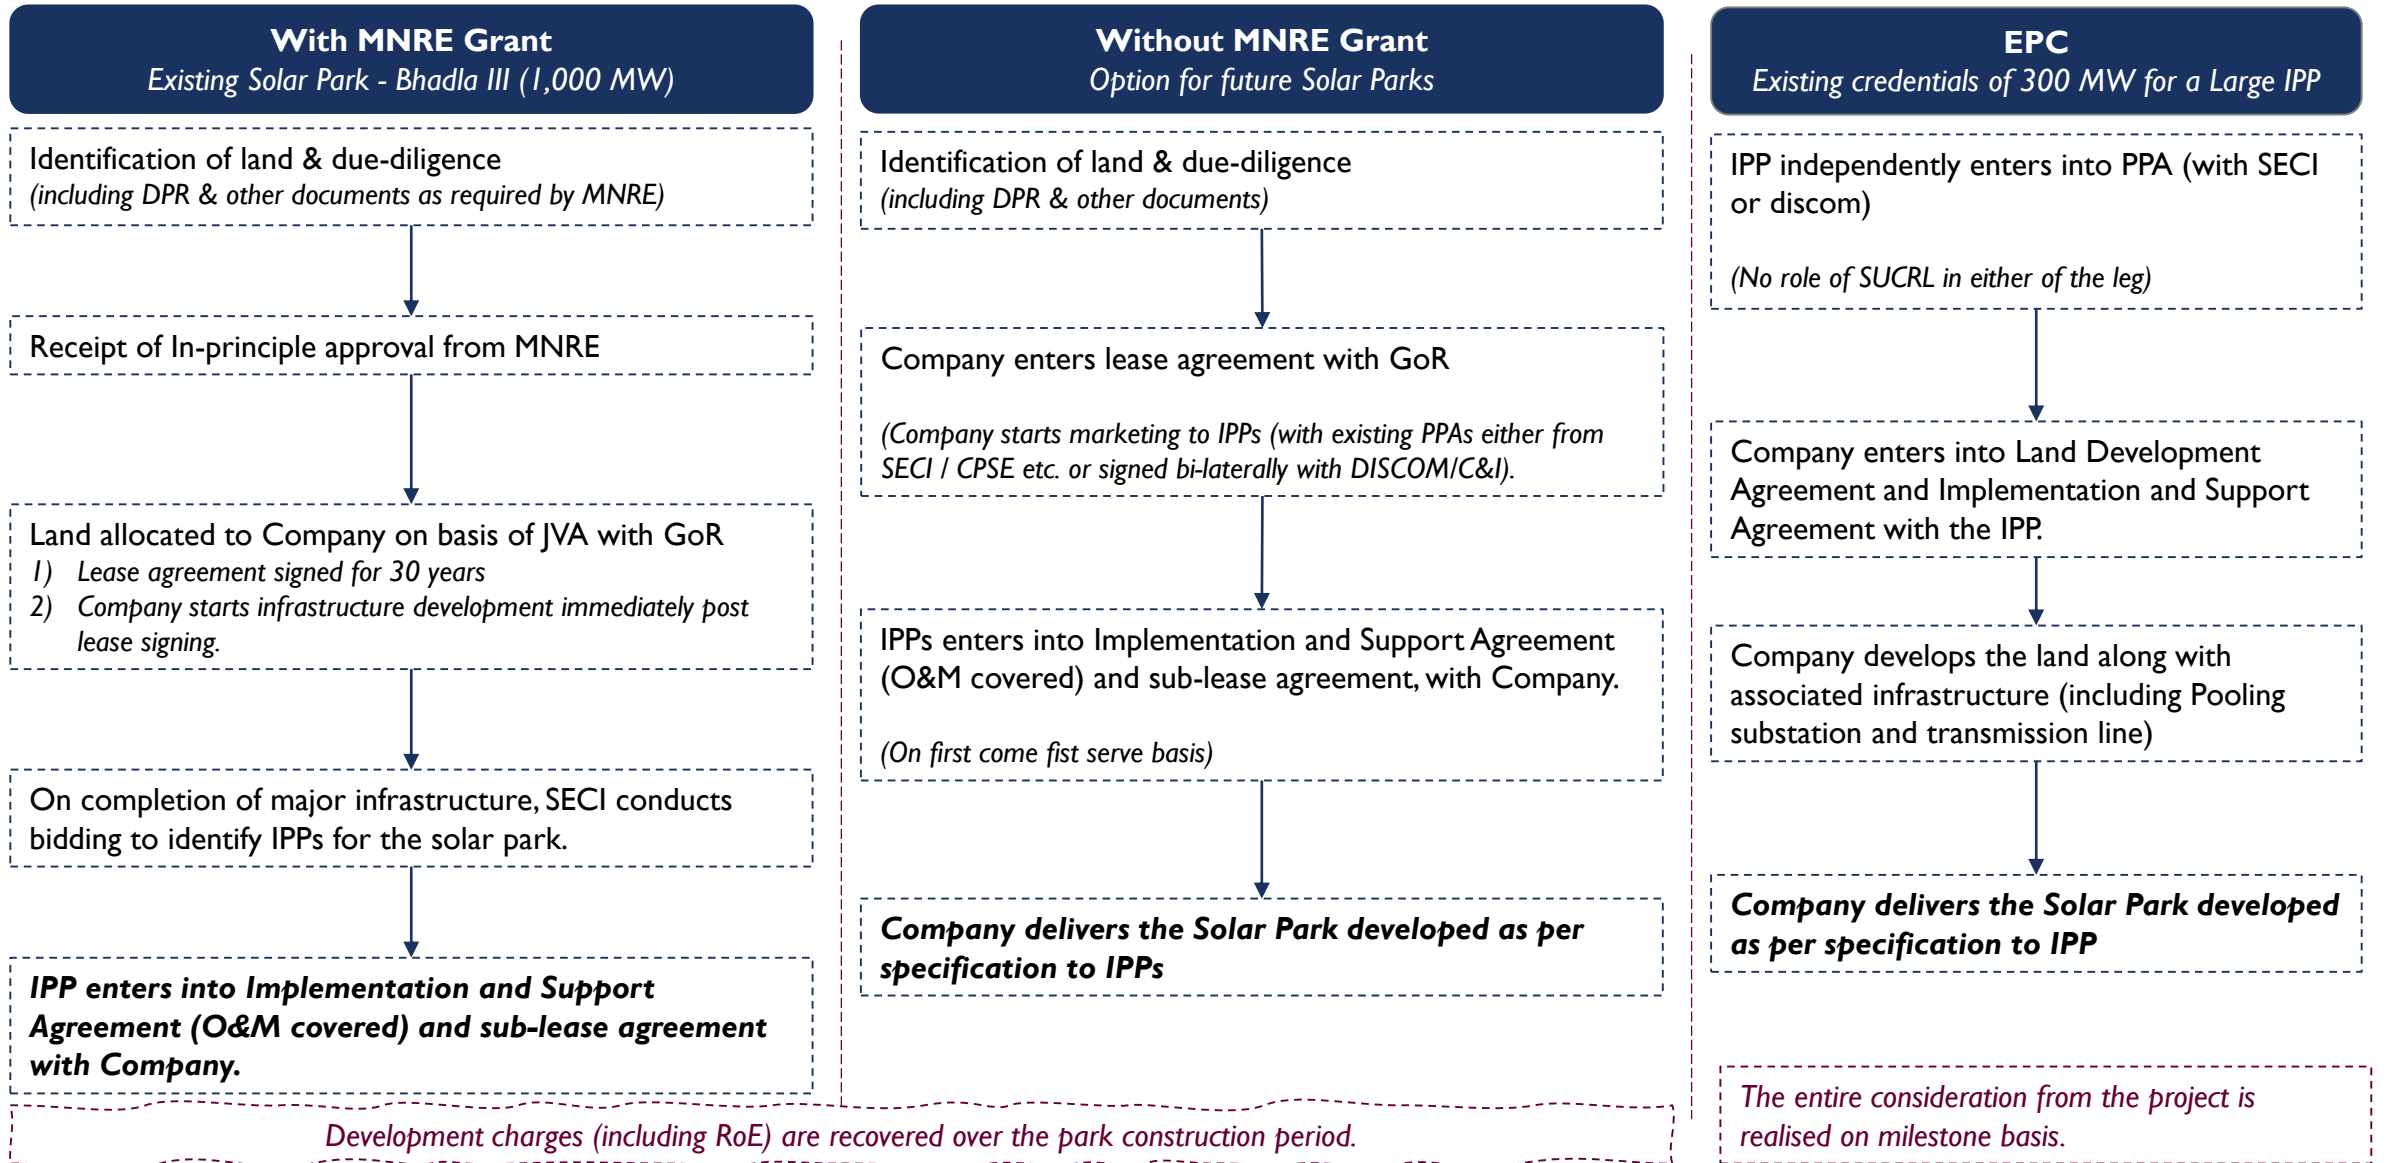 With MNRE Grant
Existing Solar Park - Bhadla III (1,000 MW)
Identification of land & due-diligence
(including DPR & other documents as required by MNRE)
Receipt of In-principle approval from MNRE
Land allocated to Company on basis of JVA with GoR
1) Lease agreement signed for 30 years
2) Company starts infrastructure development immediately post
lease signing.
On completion of major infrastructure, SECI conducts
bidding to identify IPPs for the solar park.
IPP enters into Implementation and Support
Agreement (O&M covered) and sub-lease agreement
with Company.
Without MNRE Grant
Option for future Solar Parks
Identification of land & due-diligence
(including DPR & other documents)
Company enters lease agreement with GoR
(Company starts marketing to IPPs (with existing PPAs either from
SECI / CPSE etc. or signed bi-laterally with DISCOM/C&I).
IPPs enters into Implementation and Support Agreement
(O&M covered) and sub-lease agreement, with Company.
(On first come fist serve basis)
Company delivers the Solar Park developed as per
specification to IPPs
Development charges (including RoE) are recovered over the park construction period.
EPC
Existing credentials of 300 MW for a Large IPP
IPP independently enters into PPA (with SECI
or discom)
(No role of SUCRL in either of the leg)
Company enters into Land Development
Agreement and Implementation and Support
Agreement with the IPP.
Company develops the land along with
associated infrastructure (including Pooling
substation and transmission line)
Company delivers the Solar Park developed
as per specification to IPP
The entire consideration from the project is
realised on milestone basis.